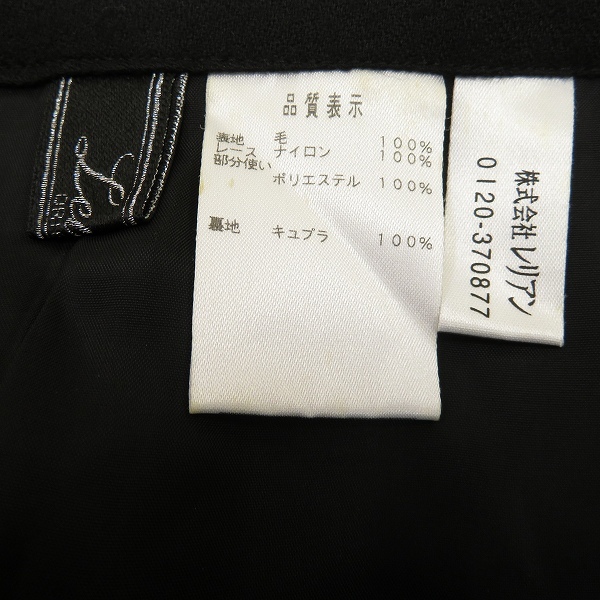 品質表示
表地 毛 100%
レース ナイロン 100%
部分使い
ポリエステル 100%
裏地 キュプラ 100%
株式会社 レリアン
0120-370877